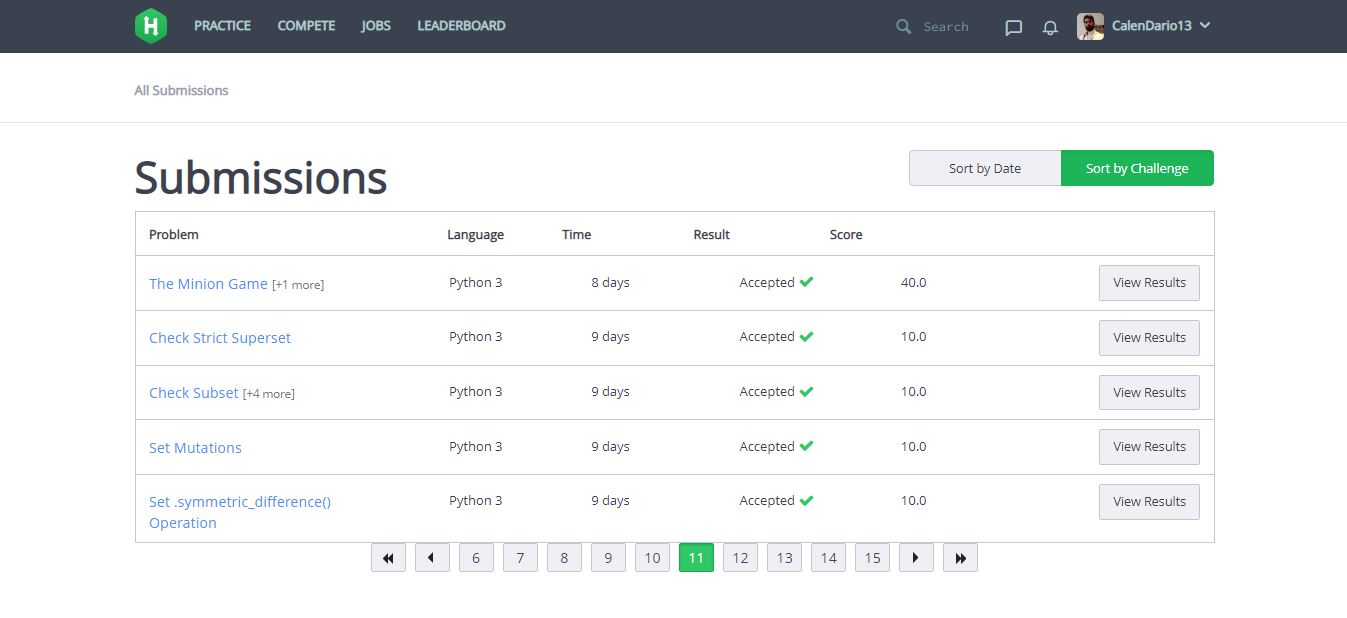 H PRACTICE COMPETE JOBS LEADERBOARD Search CalenDario13
All Submissions
Submissions
Sort by Date Sort by Challenge
Problem Language Time Result Score
The Minion Game [+1 more] Python 3 8 days Accepted 40.0 View Results
Check Strict Superset Python 3 9 days Accepted 10.0 View Results
Check Subset [+4 more] Python 3 9 days Accepted 10.0 View Results
Set Mutations Python 3 9 days Accepted 10.0 View Results
Set .symmetric_difference() Python 3 9 days Accepted 10.0 View Results
Operation
6 7 8 9 10 11 12 13 14 15